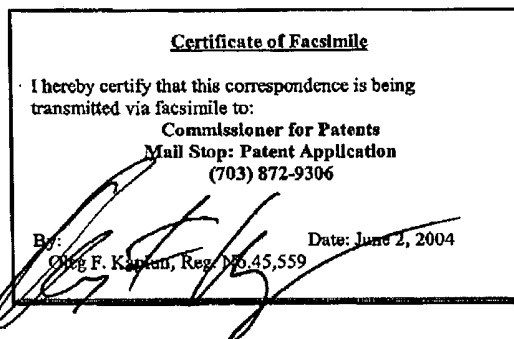 Certificate of Facsimile
I hereby certify that this correspondence is being
transmitted via facsimile to:
Commissioner for Patents
Mail Stop: Patent Application
(703) 872-9306
By: Date: June 2, 2004
Oleg F. Kaplun, Reg. No.45,559